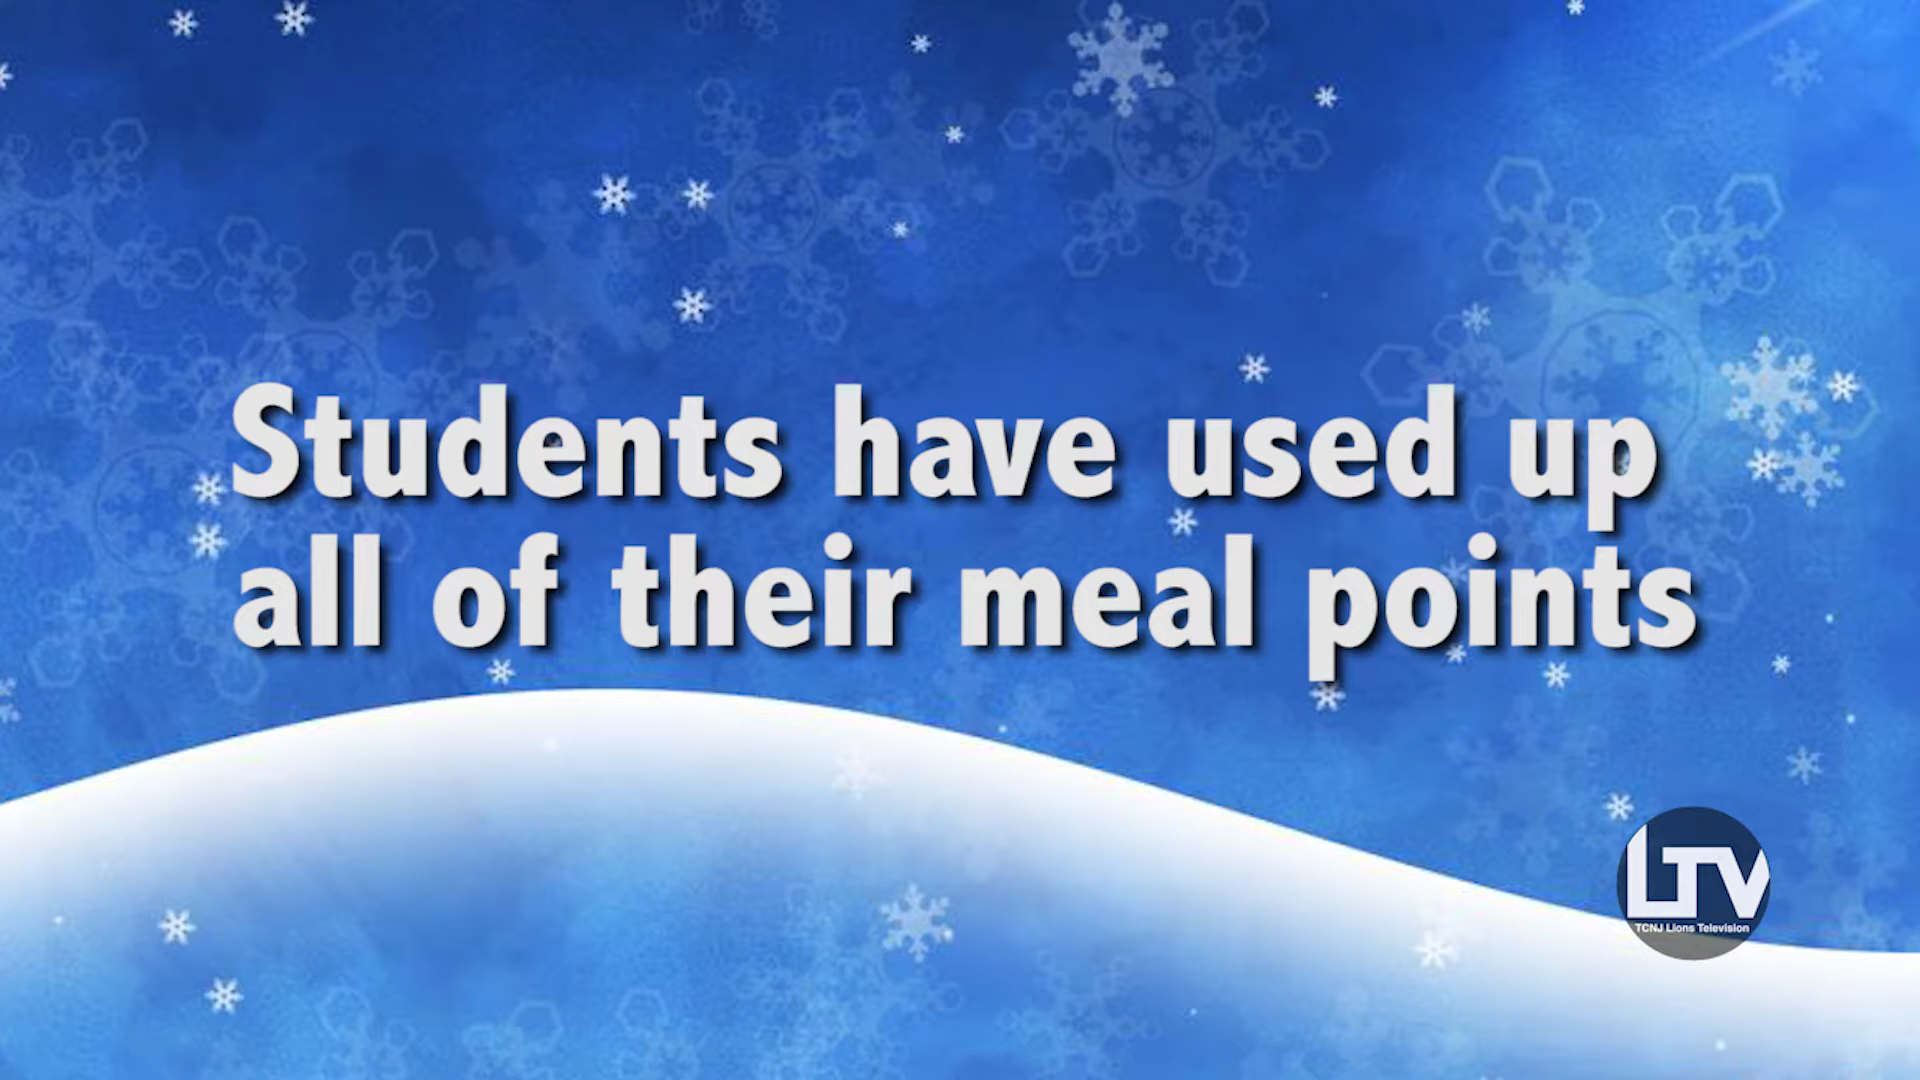 Students have used up
all of their meal points
LTV
TCNJ Lions Television